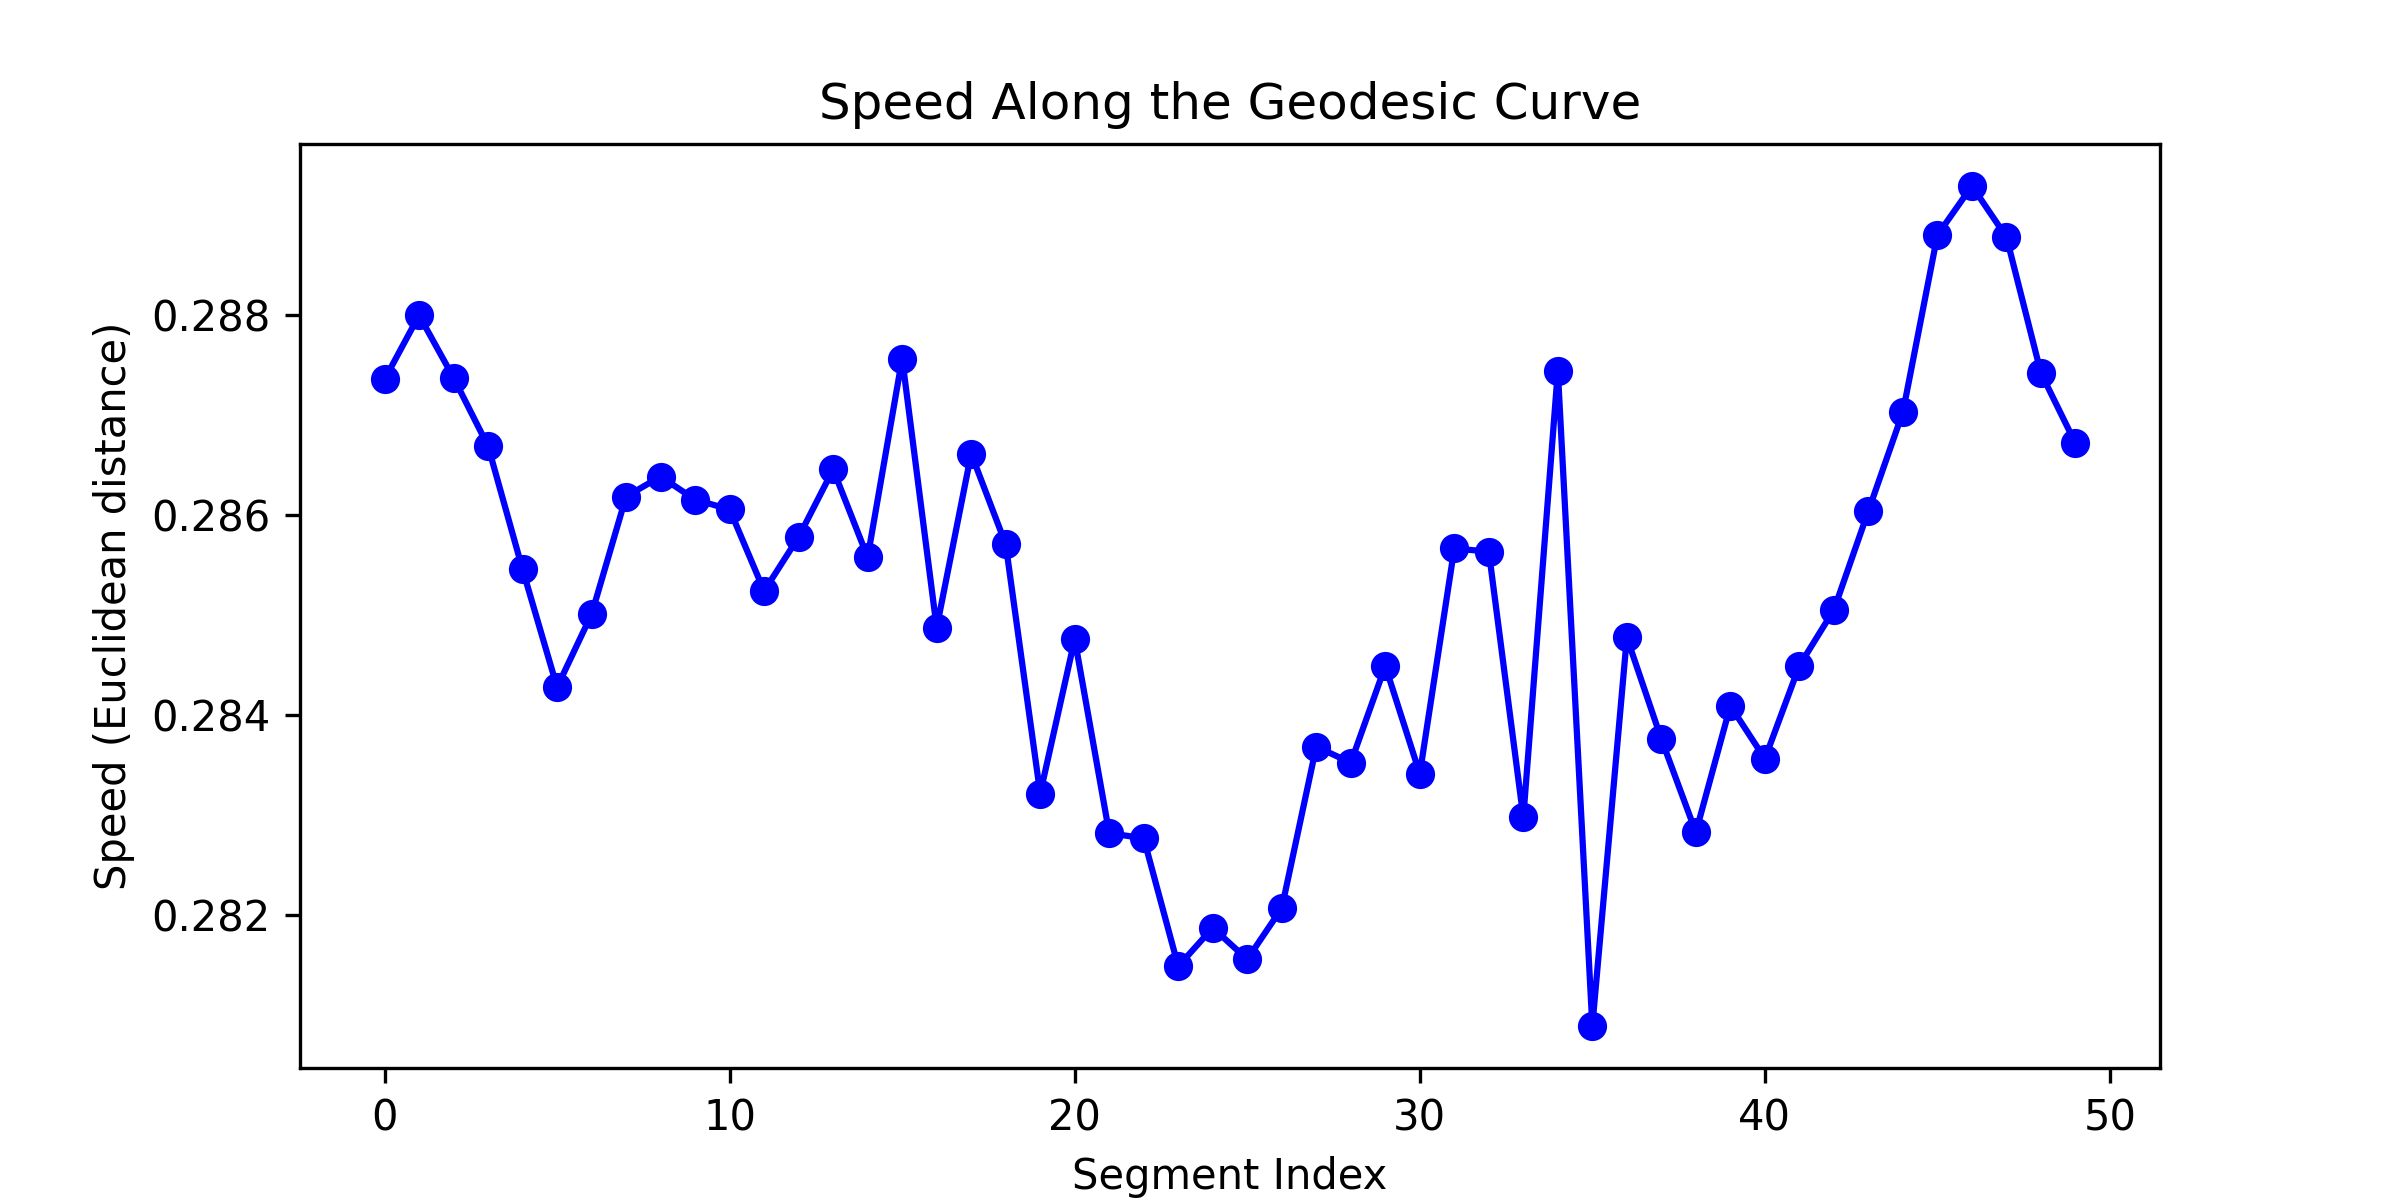 Speed Along the Geodesic Curve
Speed (Euclidean distance)
0.288
0.286
0.284
0.282
0 10 20 30 40 50
Segment Index